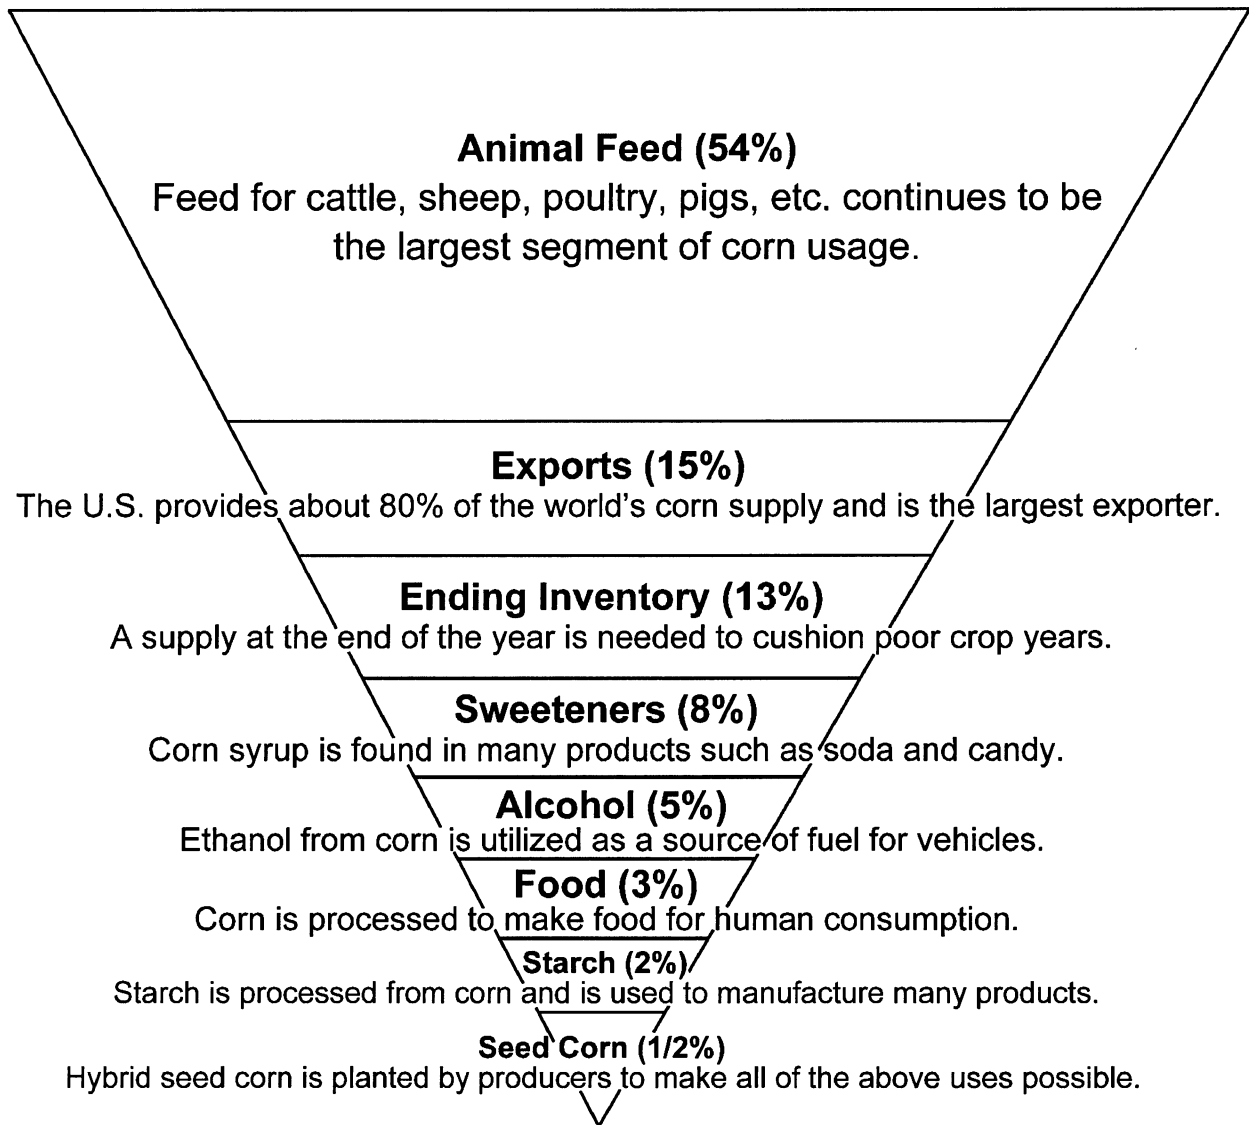 Animal Feed (54%)
Feed for cattle, sheep, poultry, pigs, etc. continues to be
the largest segment of corn usage.
Exports (15%)
The U.S. provides about 80% of the world's corn supply and is the largest exporter.
Ending Inventory (13%)
A supply at the end of the year is needed to cushion poor crop years.
Sweeteners (8%)
Corn syrup is found in many products such as soda and candy.
Alcohol (5%)
Ethanol from corn is utilized as a source of fuel for vehicles.
Food (3%)
Corn is processed to make food for human consumption.
Starch (2%)
Starch is processed from corn and is used to manufacture many products.
Seed Corn (1/2%)
Hybrid seed corn is planted by producers to make all of the above uses possible.